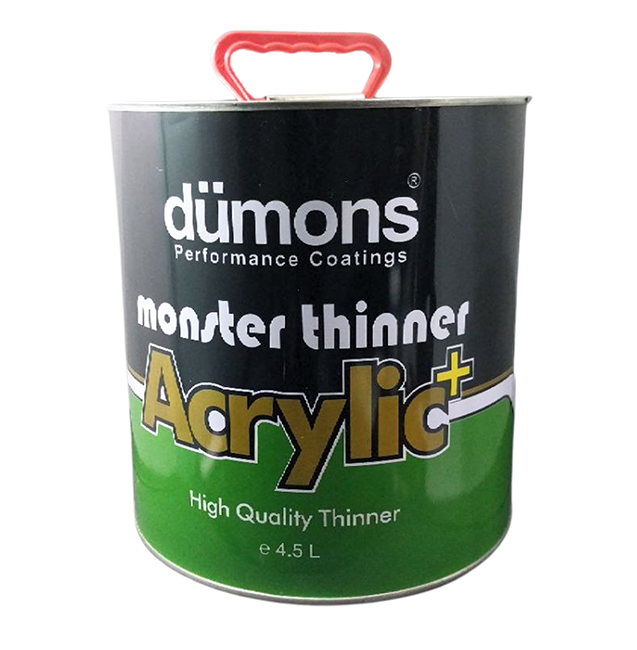 dümons®
Performance Coatings
monster thinner
Acrylic+
High Quality Thinner
e 4.5 L